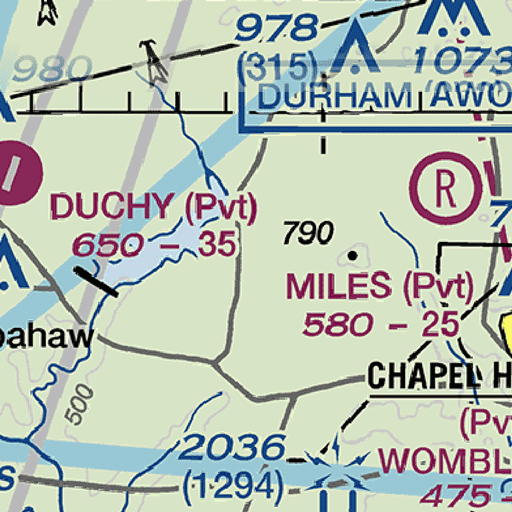 978
(315)
980
1073
DURHAM 'AWO
R
DUCHY (Pvt)
650 - 35
790
MILES (Pvt)
580 - 25
bahaw
CHAPEL H
500
(Pv
2036
(1294)
WOMBL
S
475